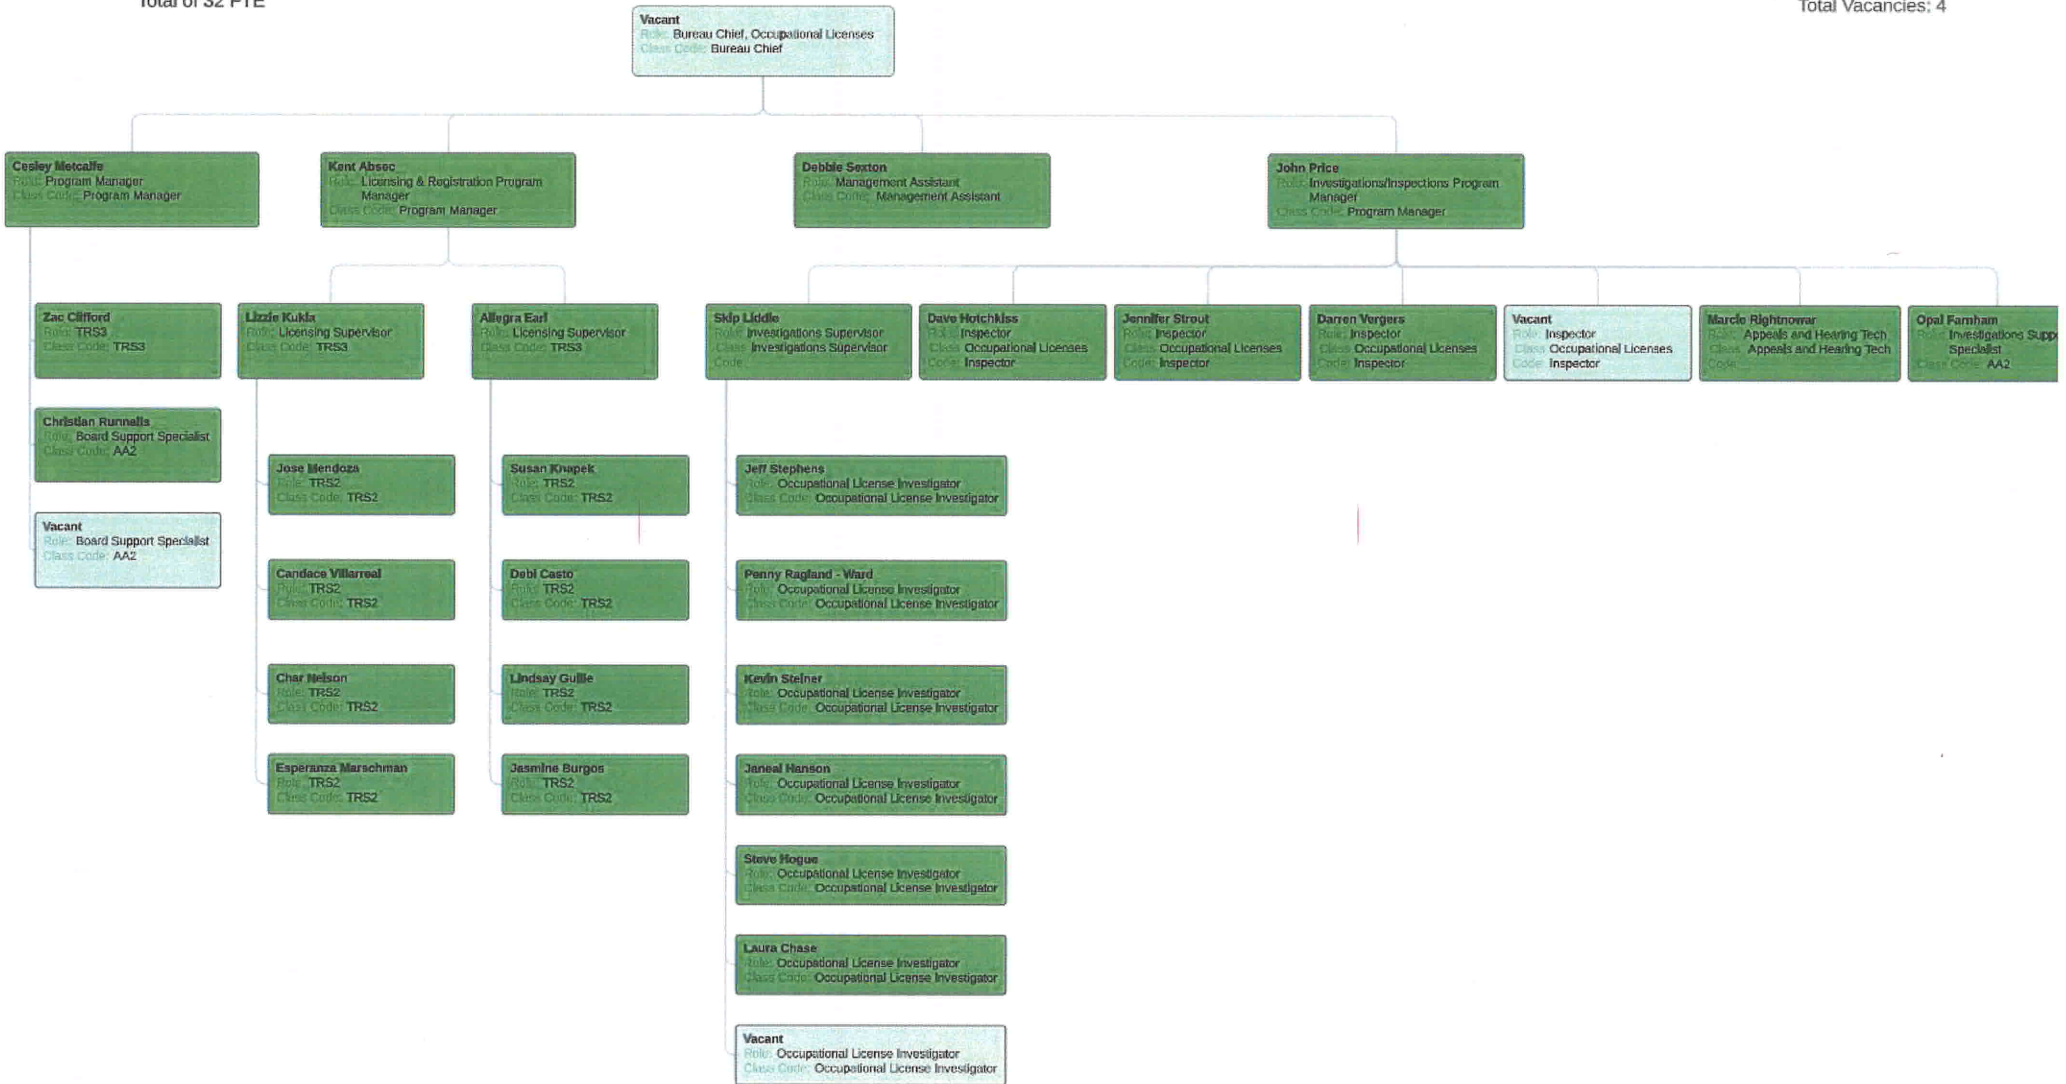 Total of 32 FTE
Total Vacancies: 4
Vacant
Role: Bureau Chief, Occupational Licenses
Class Code: Bureau Chief
Cesley Metcalfe
Role: Program Manager
Class Code: Program Manager
Kent Absec
Role: Licensing & Registration Program
Manager
Class Code: Program Manager
Debbie Sexton
Role: Management Assistant
Class Code: Management Assistant
John Price
Role: Investigations/Inspections Program
Manager
Class Code: Program Manager
Zac Clifford
Role: TRS3
Class Code: TRS3
Lizzie Kukla
Role: Licensing Supervisor
Class Code: TRS3
Allegra Earl
Role: Licensing Supervisor
Class Code: TRS3
Skip Liddle
Role: Investigations Supervisor
Class Investigations Supervisor
Code:
Dave Hotchkiss
Role: Inspector
Class Occupational Licenses
Code: Inspector
Jennifer Strout
Role: Inspector
Class Occupational Licenses
Code: Inspector
Darren Vergers
Role: Inspector
Class Occupational Licenses
Code: Inspector
Vacant
Role: Inspector
Class Occupational Licenses
Code: Inspector
Marcie Rightnowar
Role: Appeals and Hearing Tech
Class Appeals and Hearing Tech
Code:
Opal Farnham
Role: Investigations Suppo
Specialist
Class Code: AA2
Christian Runnells
Role: Board Support Specialist
Class Code: AA2
Vacant
Role: Board Support Specialist
Class Code: AA2
Jose Mendoza
Role: TRS2
Class Code: TRS2
Candace Villarreal
Role: TRS2
Class Code: TRS2
Char Nelson
Role: TRS2
Class Code: TRS2
Esperanza Marschman
Role: TRS2
Class Code: TRS2
Susan Knapek
Role: TRS2
Class Code: TRS2
Debi Casto
Role: TRS2
Class Code: TRS2
Lindsay Guille
Role: TRS2
Class Code: TRS2
Jasmine Burgos
Role: TRS2
Class Code: TRS2
Jeff Stephens
Role: Occupational License Investigator
Class Code: Occupational License Investigator
Penny Ragland - Ward
Role: Occupational License Investigator
Class Code: Occupational License Investigator
Kevin Steiner
Role: Occupational License Investigator
Class Code: Occupational License Investigator
Janeal Hanson
Role: Occupational License Investigator
Class Code: Occupational License Investigator
Steve Hogue
Role: Occupational License Investigator
Class Code: Occupational License Investigator
Laura Chase
Role: Occupational License Investigator
Class Code: Occupational License Investigator
Vacant
Role: Occupational License Investigator
Class Code: Occupational License Investigator